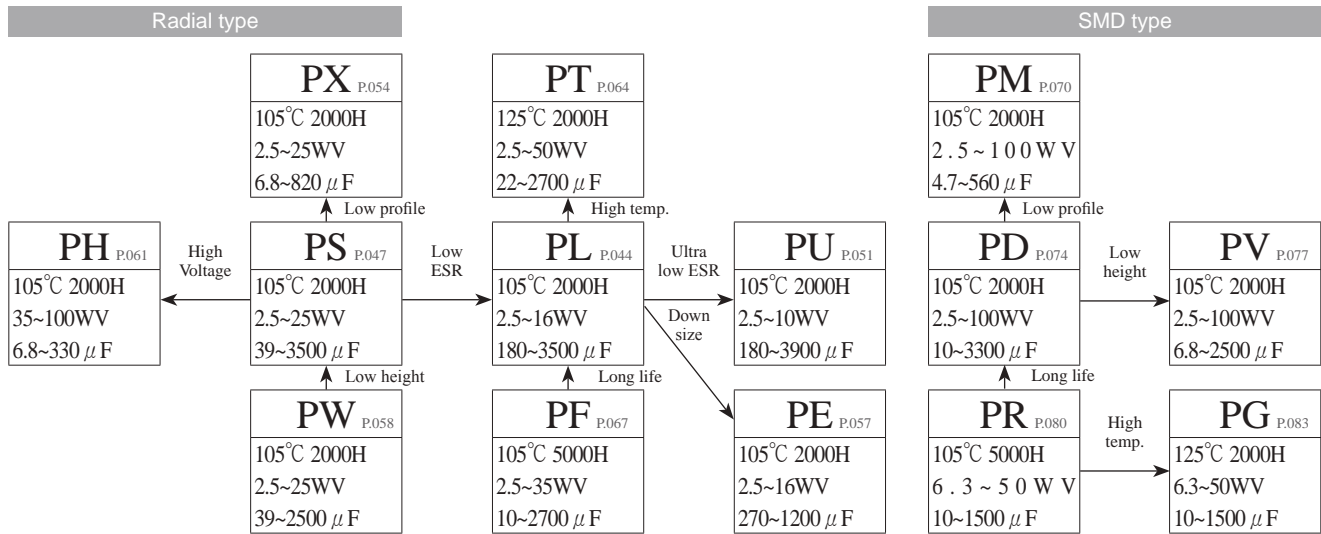 Radial type
SMD type
PX P.054
105℃ 2000H
2.5~25WV
6.8~820 μF
PT P.064
125℃ 2000H
2.5~50WV
22~2700 μF
PM P.070
105℃ 2000H
2.5~100WV
4.7~560 μF
Low profile
High temp.
Low profile
PH P.061
105℃ 2000H
35~100WV
6.8~330 μF
High
Voltage
PS P.047
105℃ 2000H
2.5~25WV
39~3500 μF
Low
ESR
PL P.044
105℃ 2000H
2.5~16WV
180~3500 μF
Ultra
low ESR
Down
size
PU P.051
105℃ 2000H
2.5~10WV
180~3900 μF
PD P.074
105℃ 2000H
2.5~100WV
10~3300 μF
Low
height
PV P.077
105℃ 2000H
2.5~100WV
6.8~2500 μF
Low height
Long life
Long life
PW P.058
105℃ 2000H
2.5~25WV
39~2500 μF
PF P.067
105℃ 5000H
2.5~35WV
10~2700 μF
PE P.057
105℃ 2000H
2.5~16WV
270~1200 μF
PR P.080
105℃ 5000H
6.3~50WV
10~1500 μF
High
temp.
PG P.083
125℃ 2000H
6.3~50WV
10~1500 μF